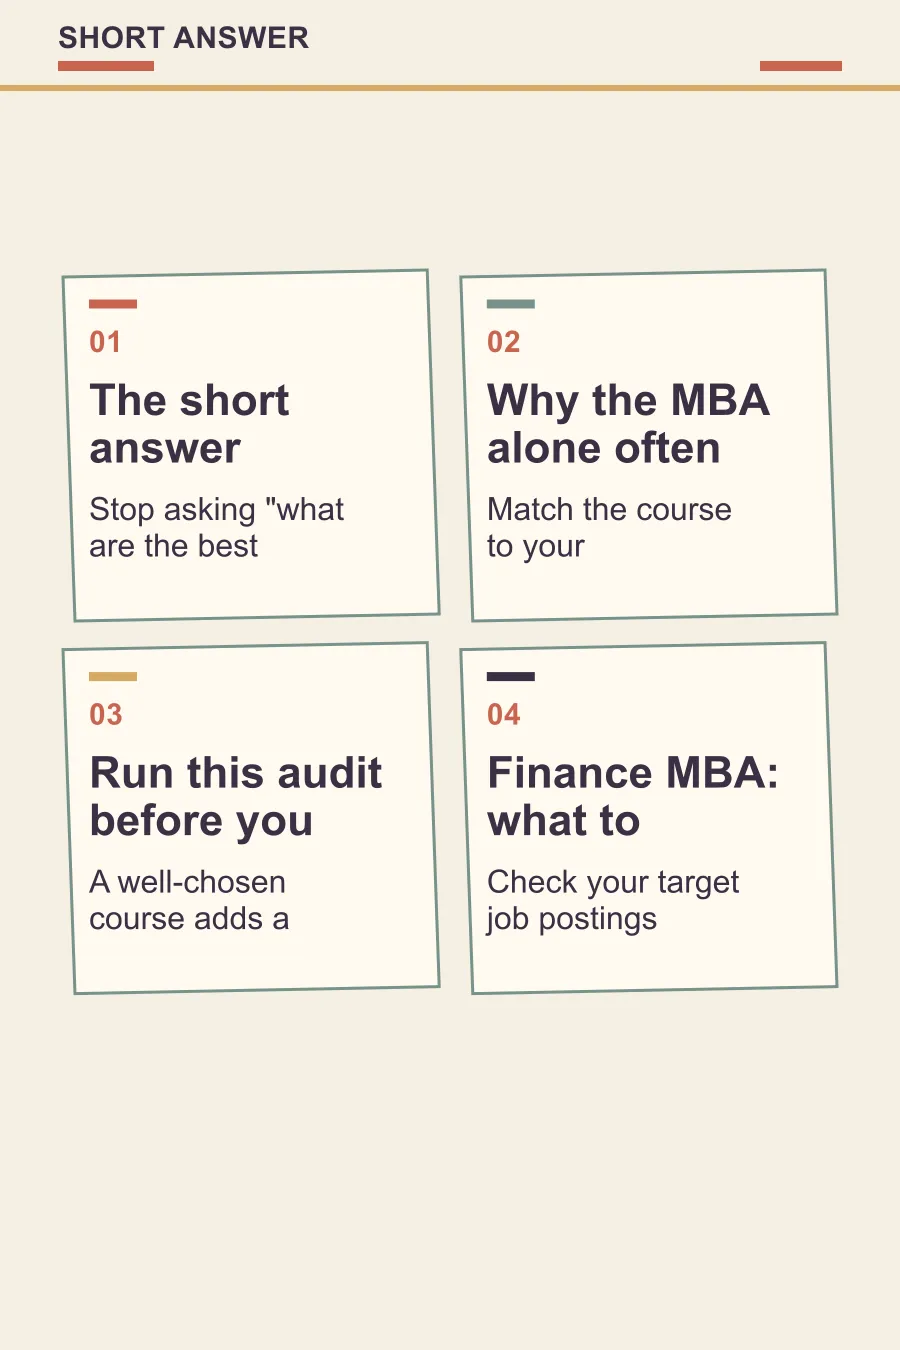 SHORT ANSWER
01
The short
answer
Stop asking "what
are the best
02
Why the MBA
alone often
Match the course
to your
03
Run this audit
before you
A well-chosen
course adds a
04
Finance MBA:
what to
Check your target
job postings